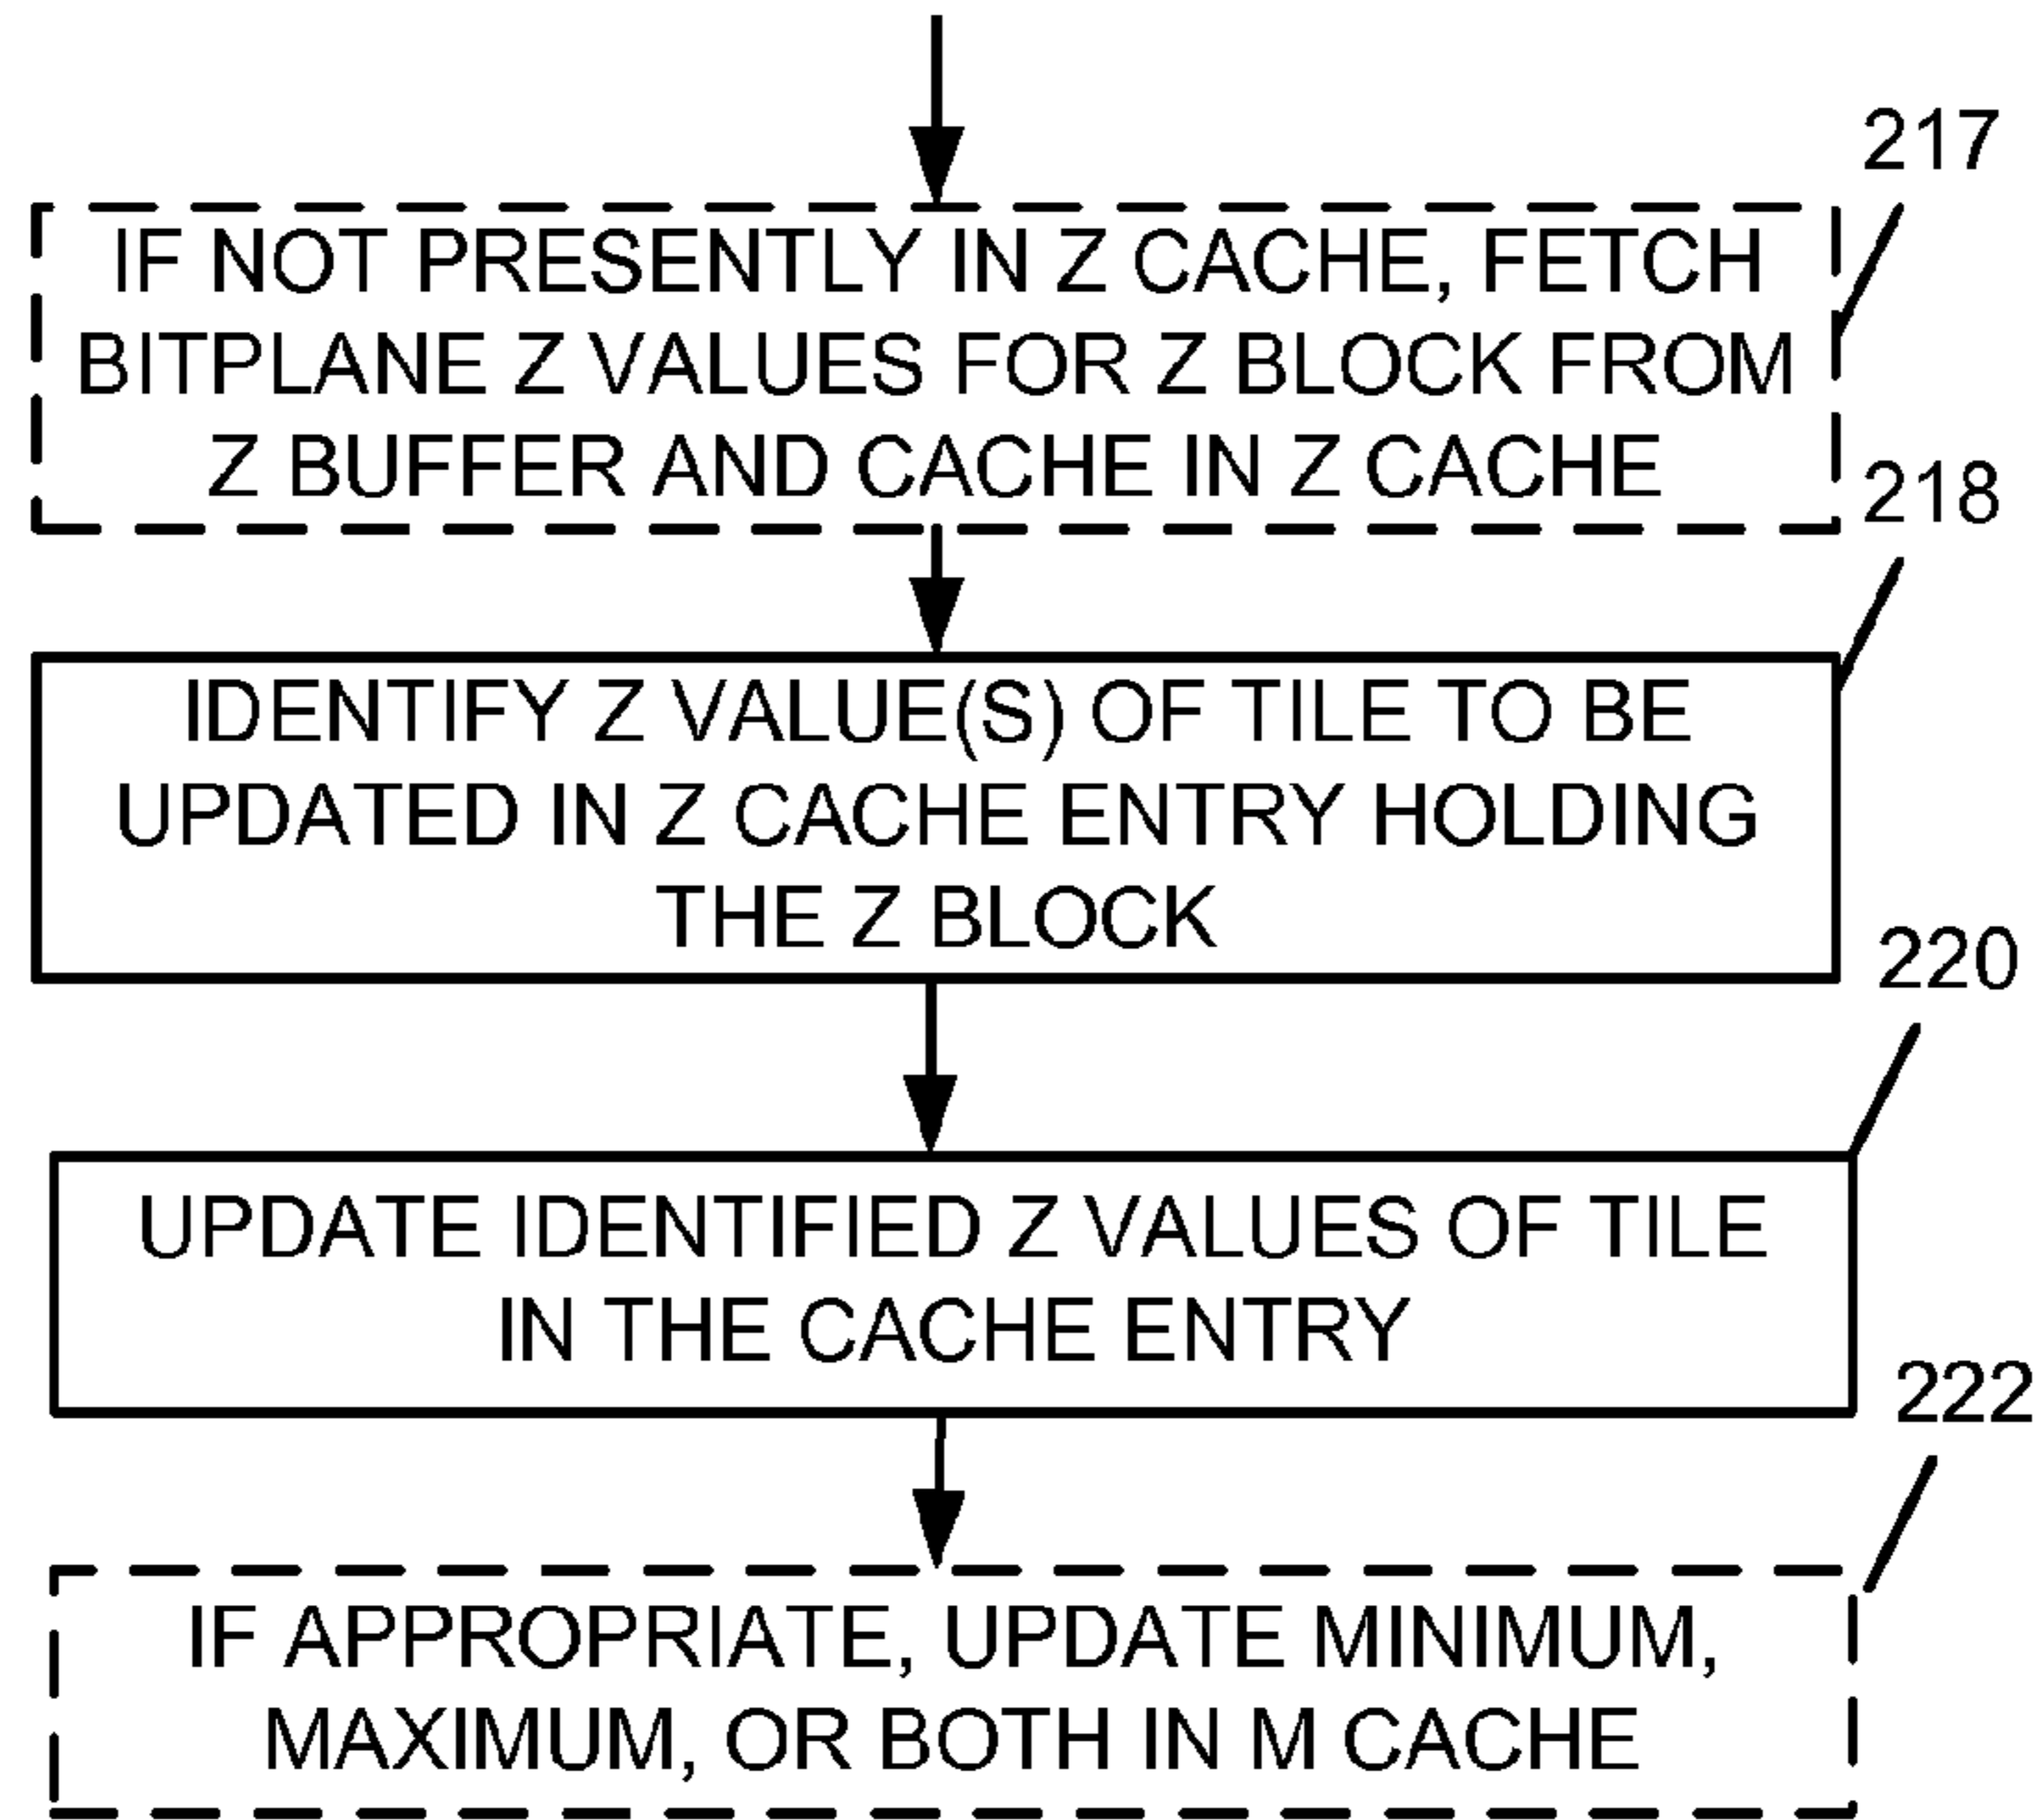 217
IF NOT PRESENTLY IN Z CACHE, FETCH
BITPLANE Z VALUES FOR Z BLOCK FROM
Z BUFFER AND CACHE IN Z CACHE
218
IDENTIFY Z VALUE(S) OF TILE TO BE
UPDATED IN Z CACHE ENTRY HOLDING
THE Z BLOCK
220
UPDATE IDENTIFIED Z VALUES OF TILE
IN THE CACHE ENTRY
222
IF APPROPRIATE, UPDATE MINIMUM,
MAXIMUM, OR BOTH IN M CACHE